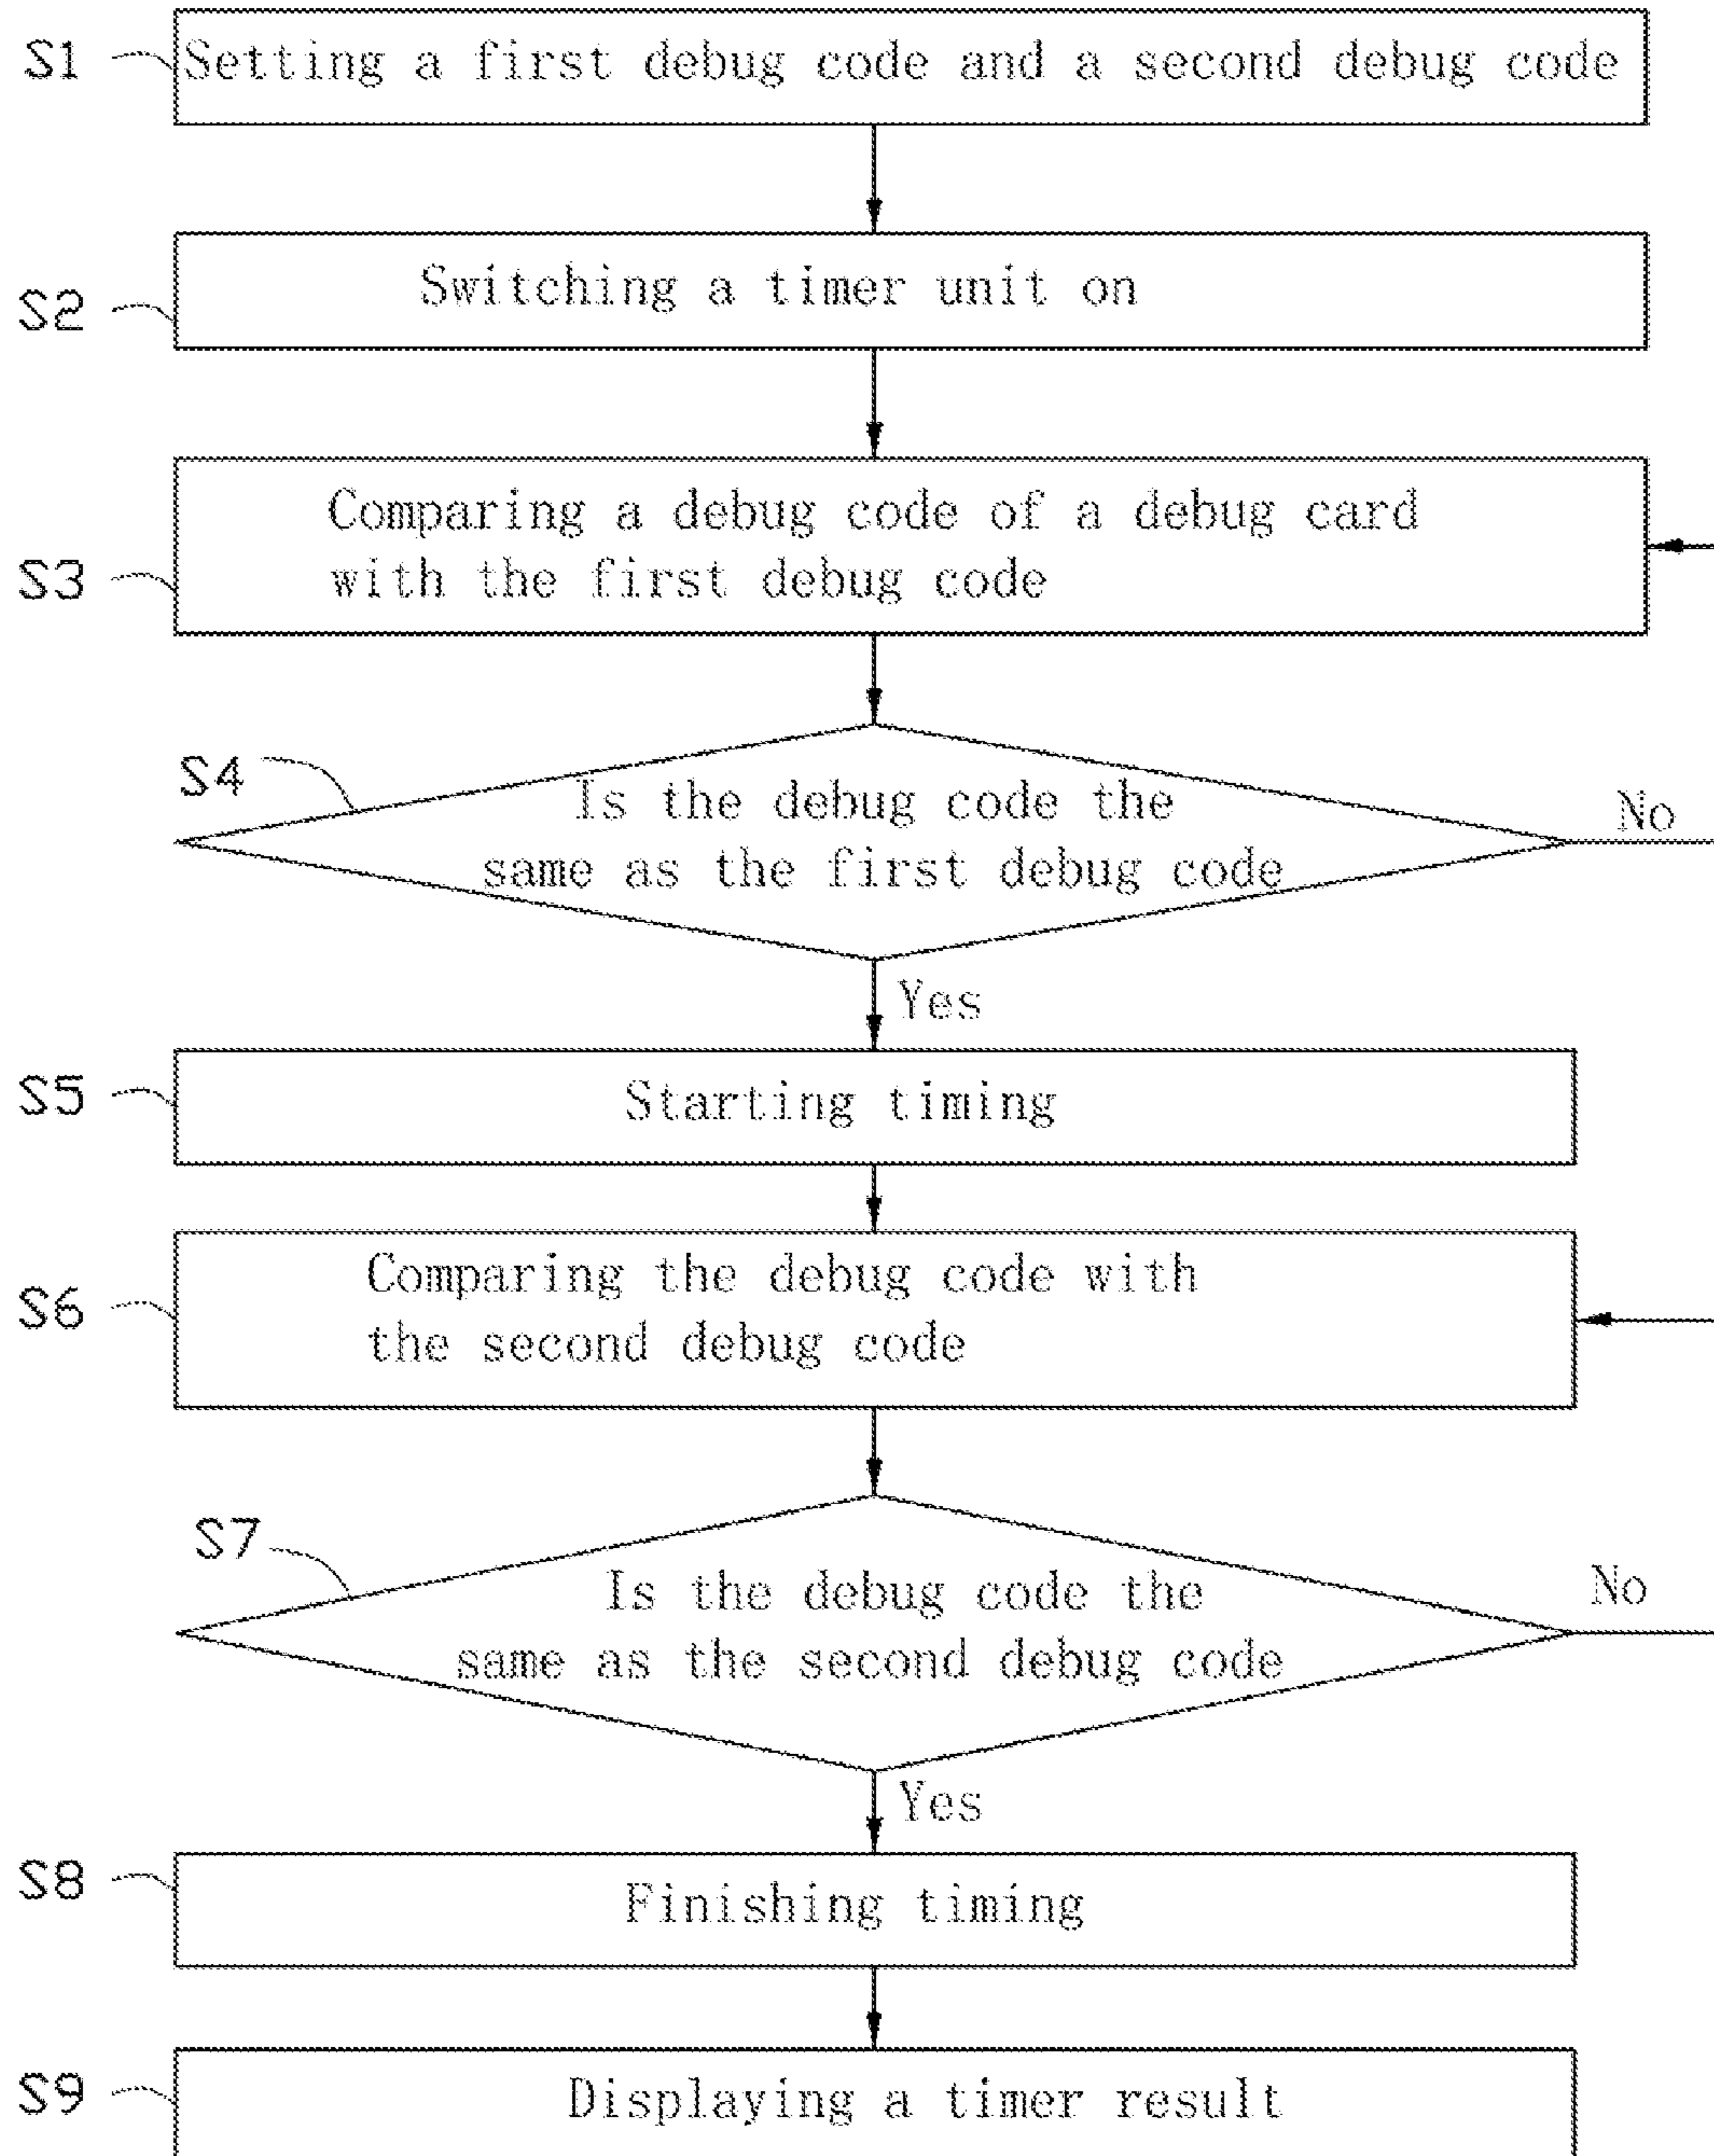 S1
Setting a first debug code and a second debug code
S2
Switching a timer unit on
S3
Comparing a debug code of a debug card
with the first debug code
S4
Is the debug code the
same as the first debug code
No
Yes
S5
Starting timing
S6
Comparing the debug code with
the second debug code
S7
Is the debug code the
same as the second debug code
No
Yes
S8
Finishing timing
S9
Displaying a timer result